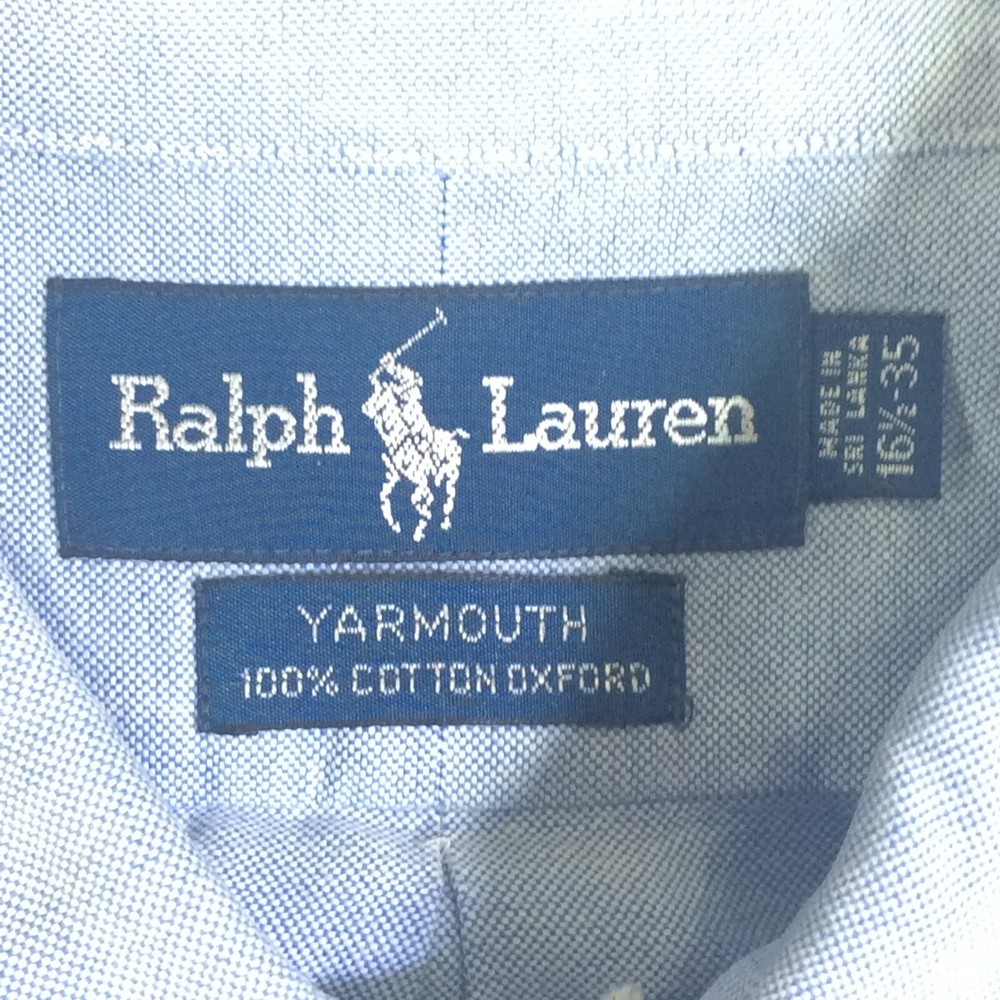 Ralph Lauren
MADE IN
SRI LANKA
16½-35
YARMOUTH
100% COTTON OXFORD